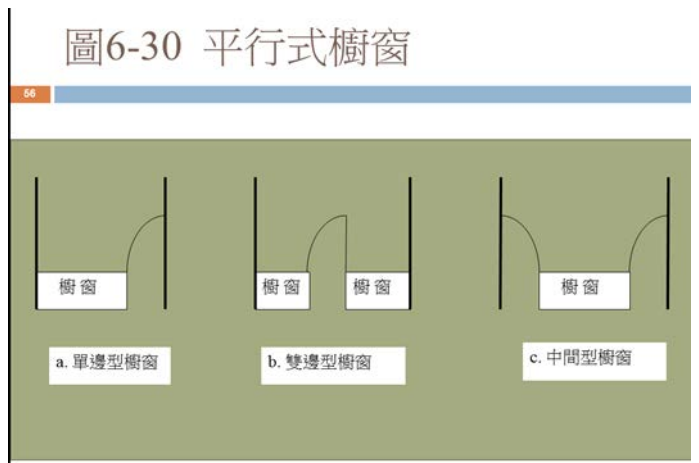 圖6-30 平行式櫥窗
56
櫥 窗
櫥 窗
櫥 窗
櫥 窗
a. 單邊型櫥窗
b. 雙邊型櫥窗
c. 中間型櫥窗